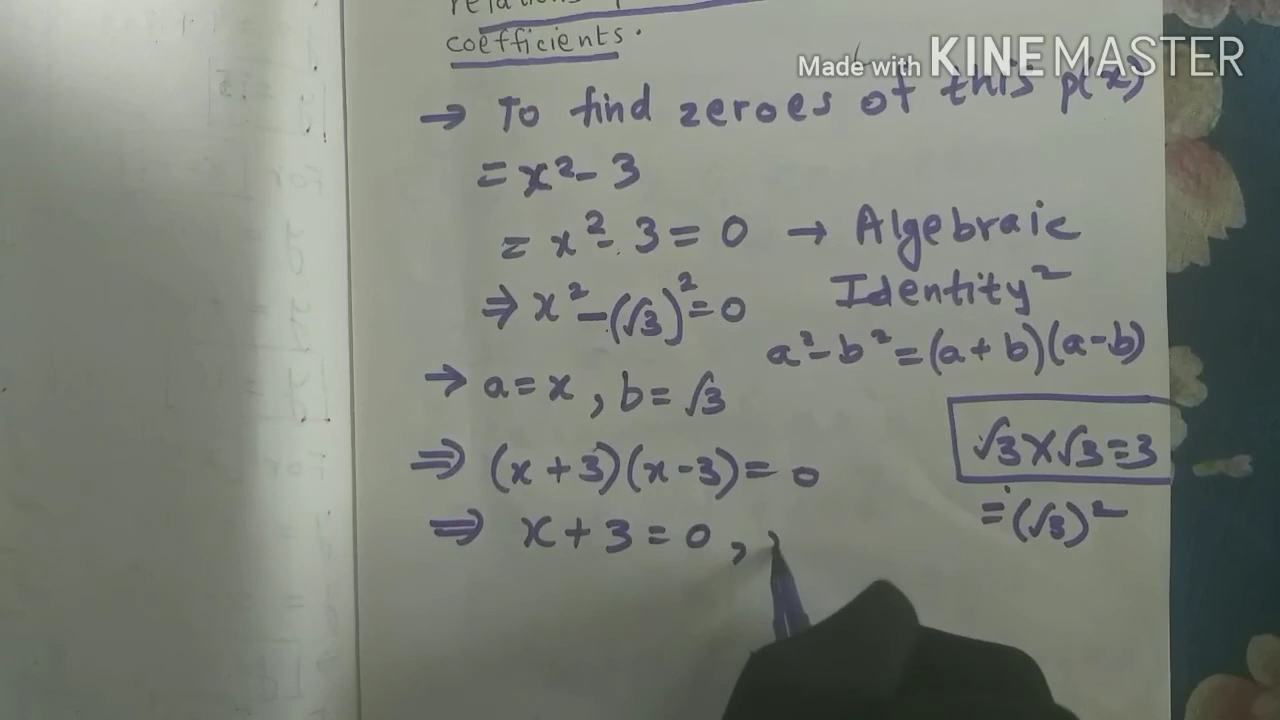 coefficients.
Made with KINEMASTER
→ To find zeroes of this p(x)
= x² - 3
= x² - 3 = 0 → Algebraic
Identity
⇒ x² - (√3)² = 0
a² - b² = (a + b)(a - b)
→ a = x, b = √3
√3 × √3 = 3
⇒ (x + 3)(x - 3) = 0
= (√3)²
⇒ x + 3 = 0,